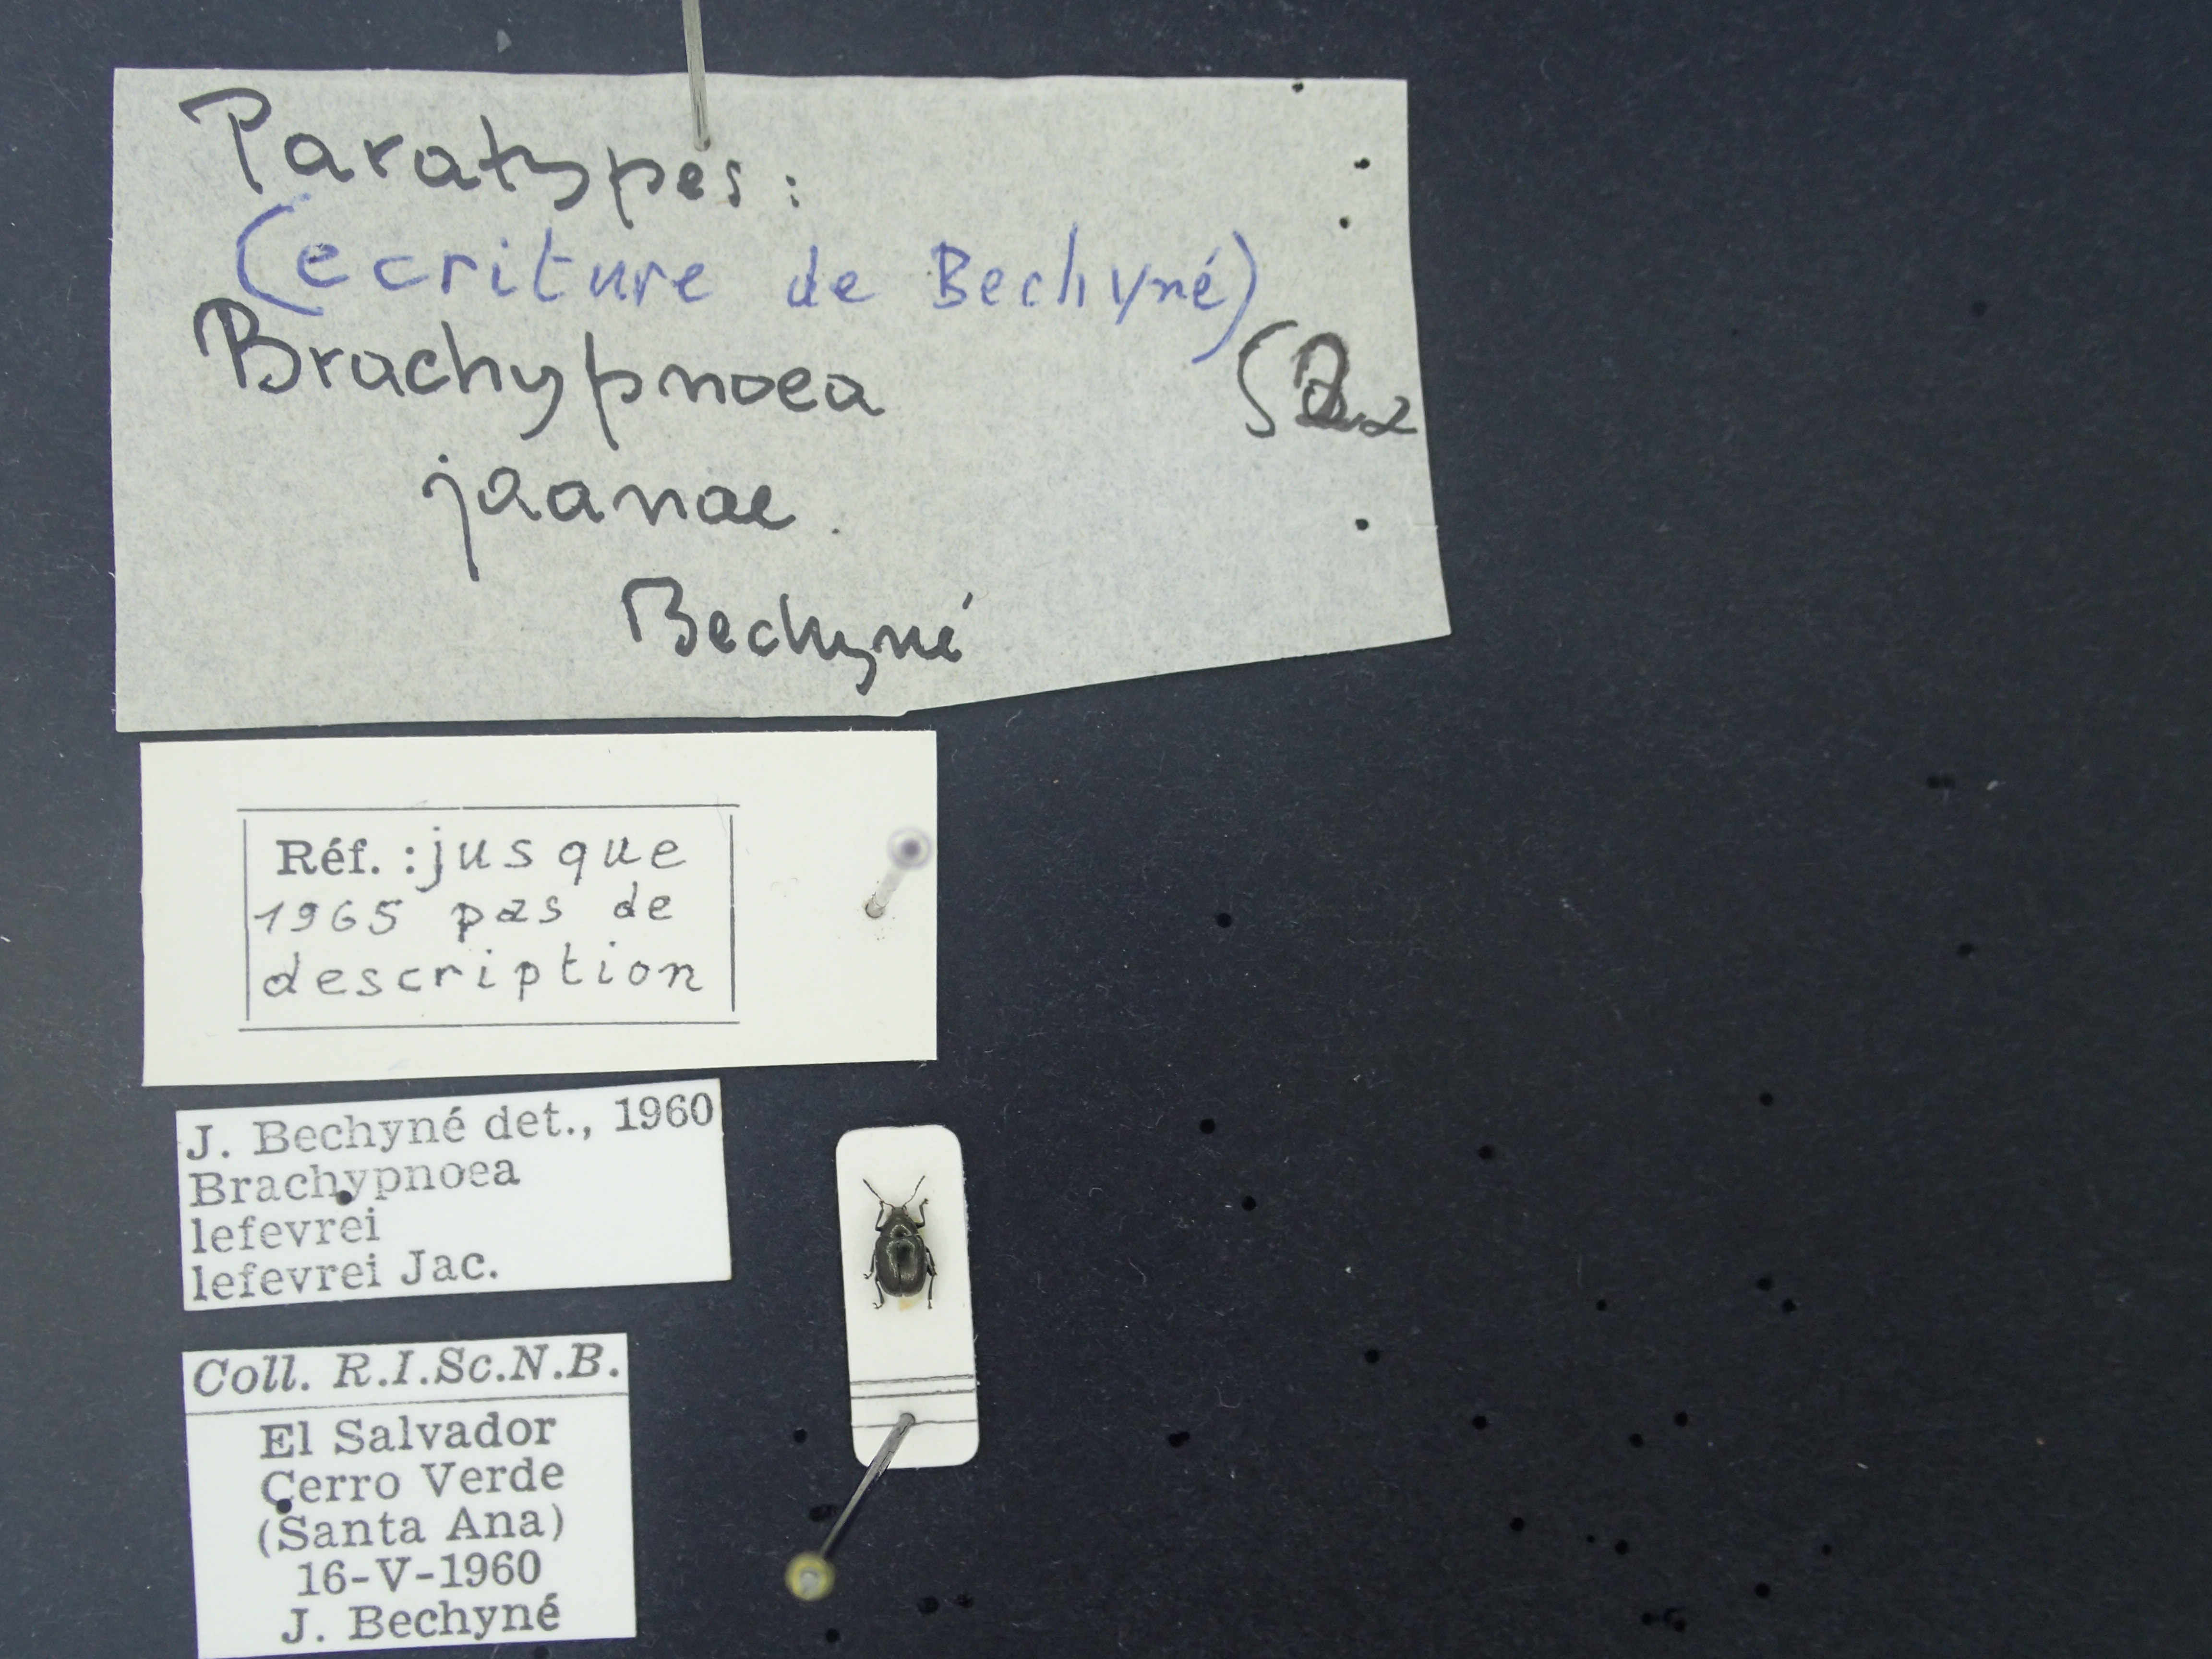 Paratypes:
(ecriture de Bechyné)
Brachypnoea
jaanae.
Bechyné
Réf. : jusque
1965 pas de
description
J. Bechyné det., 1960
Brachypnoea
lefevrei
lefevrei Jac.
Coll. R.I.Sc.N.B.
El Salvador
Cerro Verde
(Santa Ana)
16-V-1960
J. Bechyné